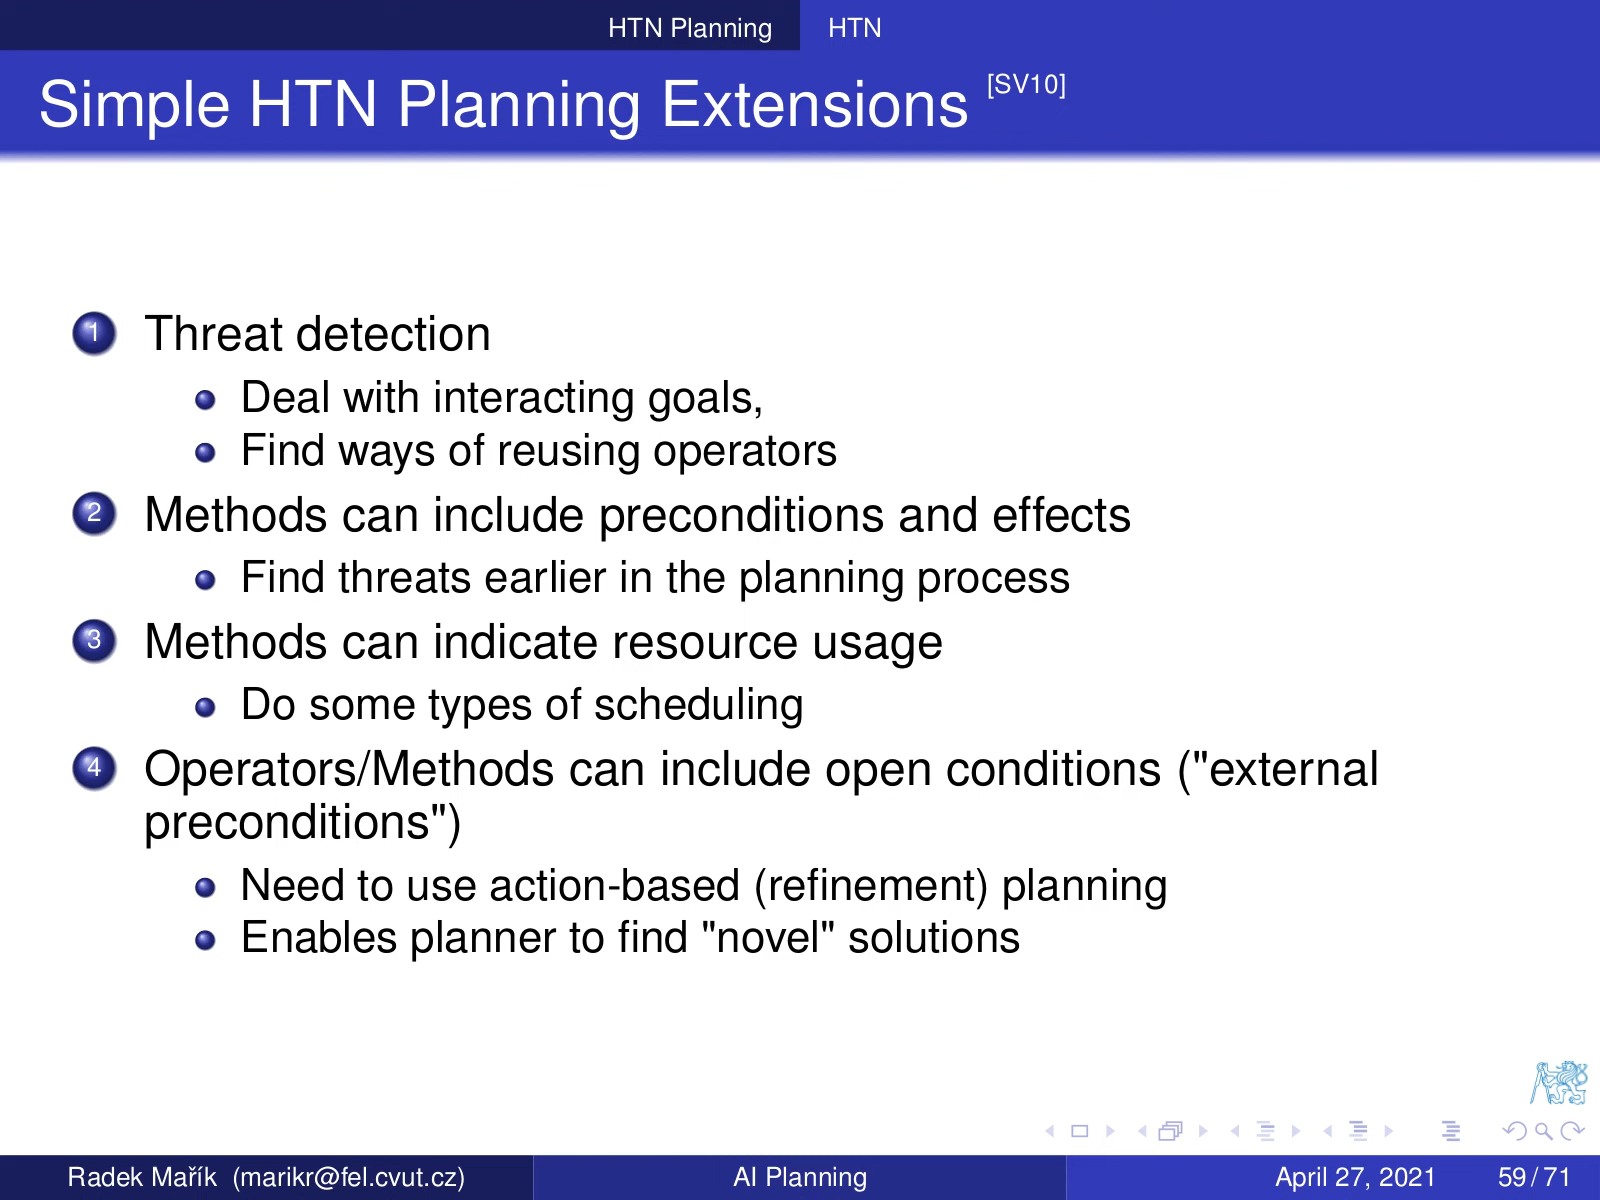 HTN Planning HTN
Simple HTN Planning Extensions [SV10]
1 Threat detection
Deal with interacting goals,
Find ways of reusing operators
2 Methods can include preconditions and effects
Find threats earlier in the planning process
3 Methods can indicate resource usage
Do some types of scheduling
4 Operators/Methods can include open conditions ("external
preconditions")
Need to use action-based (refinement) planning
Enables planner to find "novel" solutions
Radek Mařík (marikr@fel.cvut.cz) AI Planning April 27, 2021 59 / 71